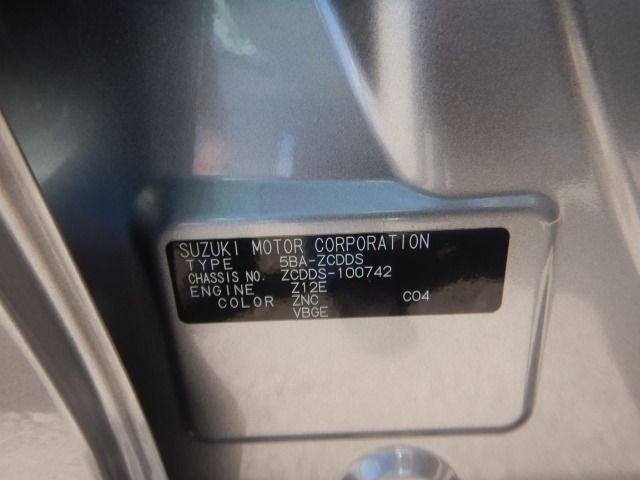 SUZUKI MOTOR CORPORATION
TYPE 5BA-ZCDDS
CHASSIS NO. ZCDDS-100742
ENGINE Z12E
COLOR ZNC C04
VBGE